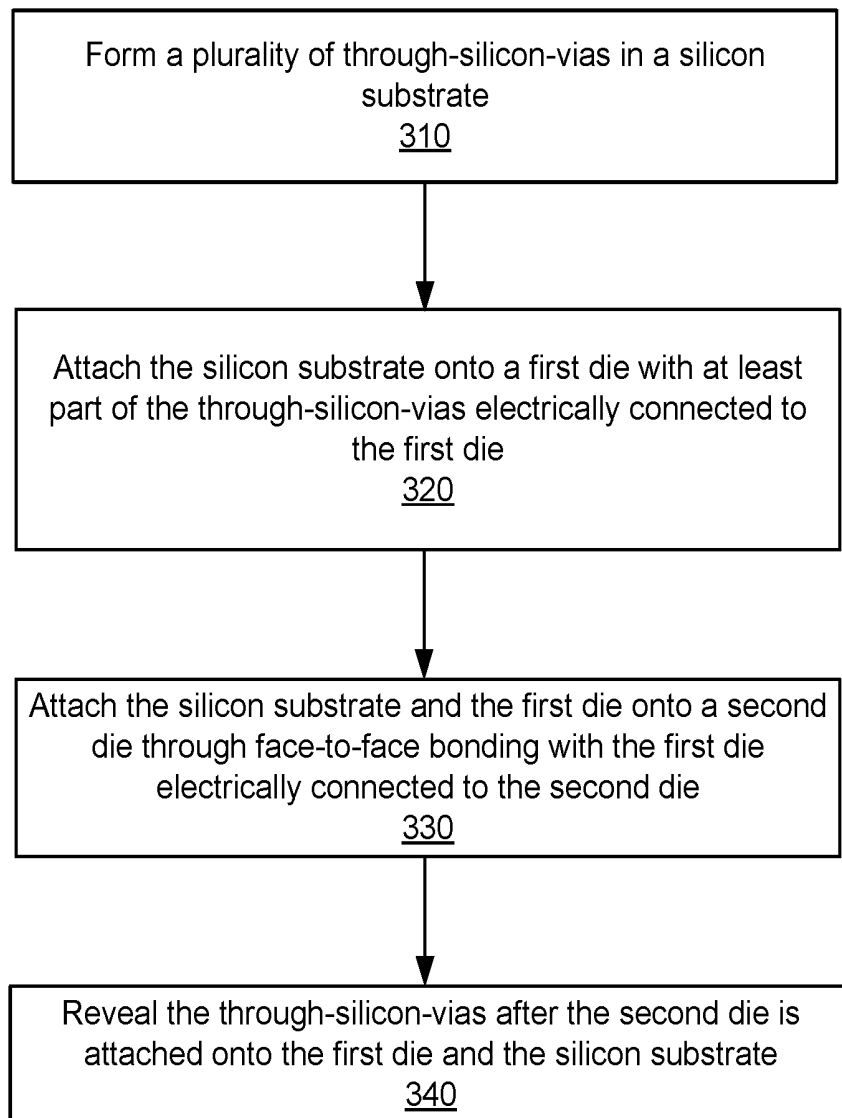 Form a plurality of through-silicon-vias in a silicon
substrate
310
Attach the silicon substrate onto a first die with at least
part of the through-silicon-vias electrically connected to
the first die
320
Attach the silicon substrate and the first die onto a second
die through face-to-face bonding with the first die
electrically connected to the second die
330
Reveal the through-silicon-vias after the second die is
attached onto the first die and the silicon substrate
340